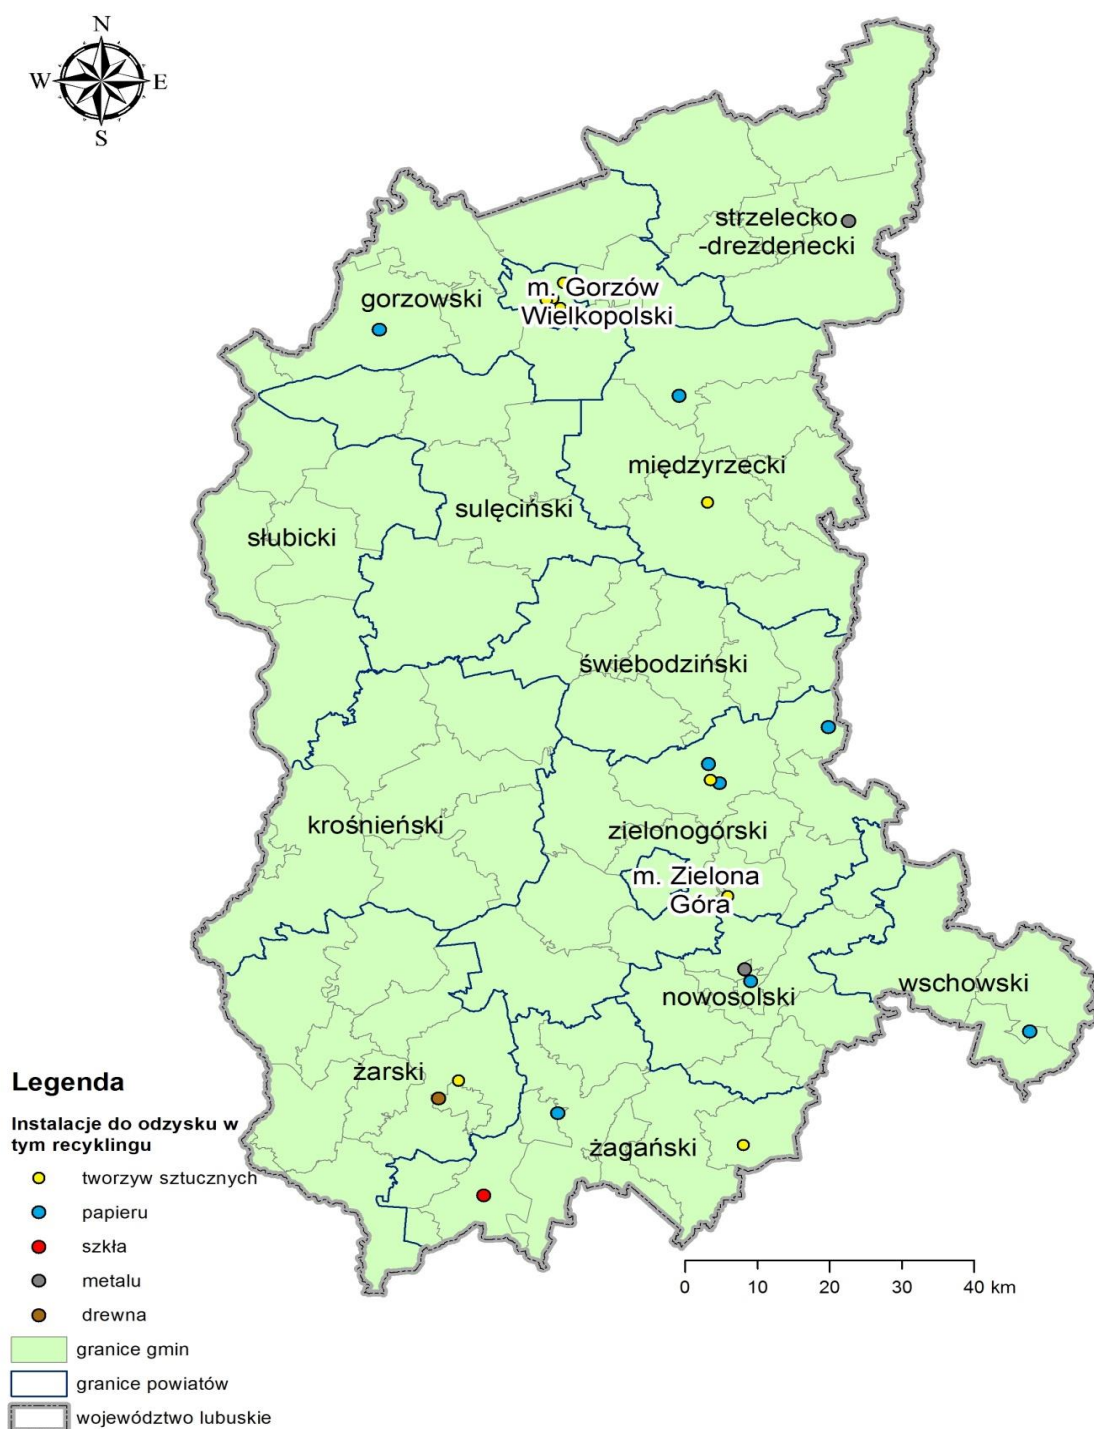 N
W
E
S
strzelecko
-drezdenecki
m. Gorzów
Wielkopolski
gorzowski
międzyrzecki
sulęciński
słubicki
świebodziński
krośnieński
zielonogórski
m. Zielona
Góra
wschowski
nowosolski
żarski
żagański
Legenda
Instalacje do odzysku w
tym recyklingu
tworzyw sztucznych
papieru
szkła
metalu
drewna
granice gmin
granice powiatów
województwo lubuskie
0 10 20 30 40 km